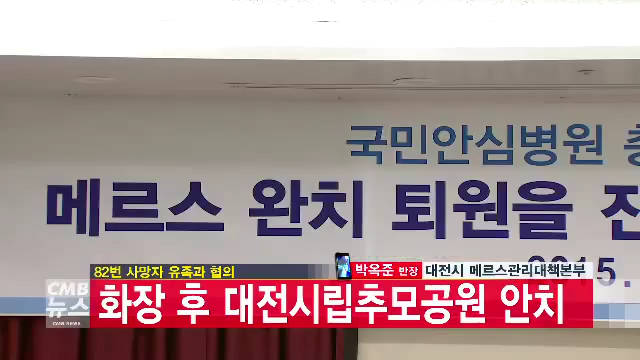 국민안심병원
메르스 완치 퇴원을
2015.
82번 사망자 유족과 협의
박옥준 반장 대전시 메르스관리대책본부
CMB
뉴스
CMB NEWS
화장 후 대전시립추모공원 안치